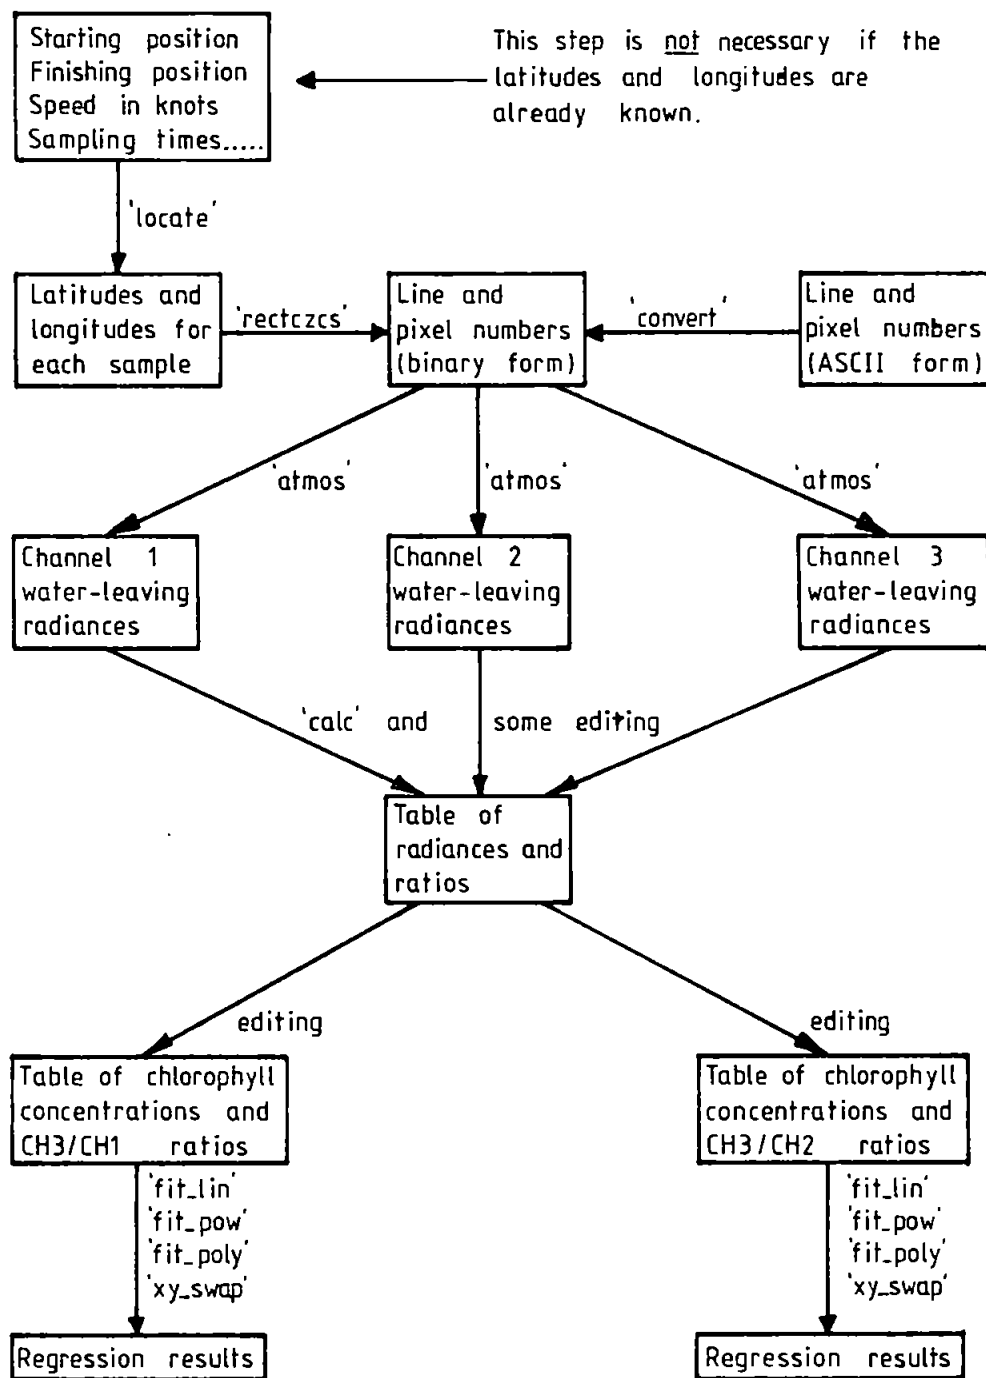 Starting position
Finishing position
Speed in knots
Sampling times.....
This step is not necessary if the
latitudes and longitudes are
already known.
'locate'
Latitudes and
longitudes for
each sample
'rectczcs'
Line and
pixel numbers
(binary form)
'convert'
Line and
pixel numbers
(ASCII form)
'atmos'
'atmos'
'atmos'
Channel 1
water-leaving
radiances
Channel 2
water-leaving
radiances
Channel 3
water-leaving
radiances
'calc' and some editing
Table of
radiances and
ratios
editing
editing
Table of chlorophyll
concentrations and
CH3/CH1 ratios
Table of chlorophyll
concentrations and
CH3/CH2 ratios
'fit_lin'
'fit_pow'
'fit_poly'
'xy_swap'
'fit_lin'
'fit_pow'
'fit_poly'
'xy_swap'
Regression results
Regression results